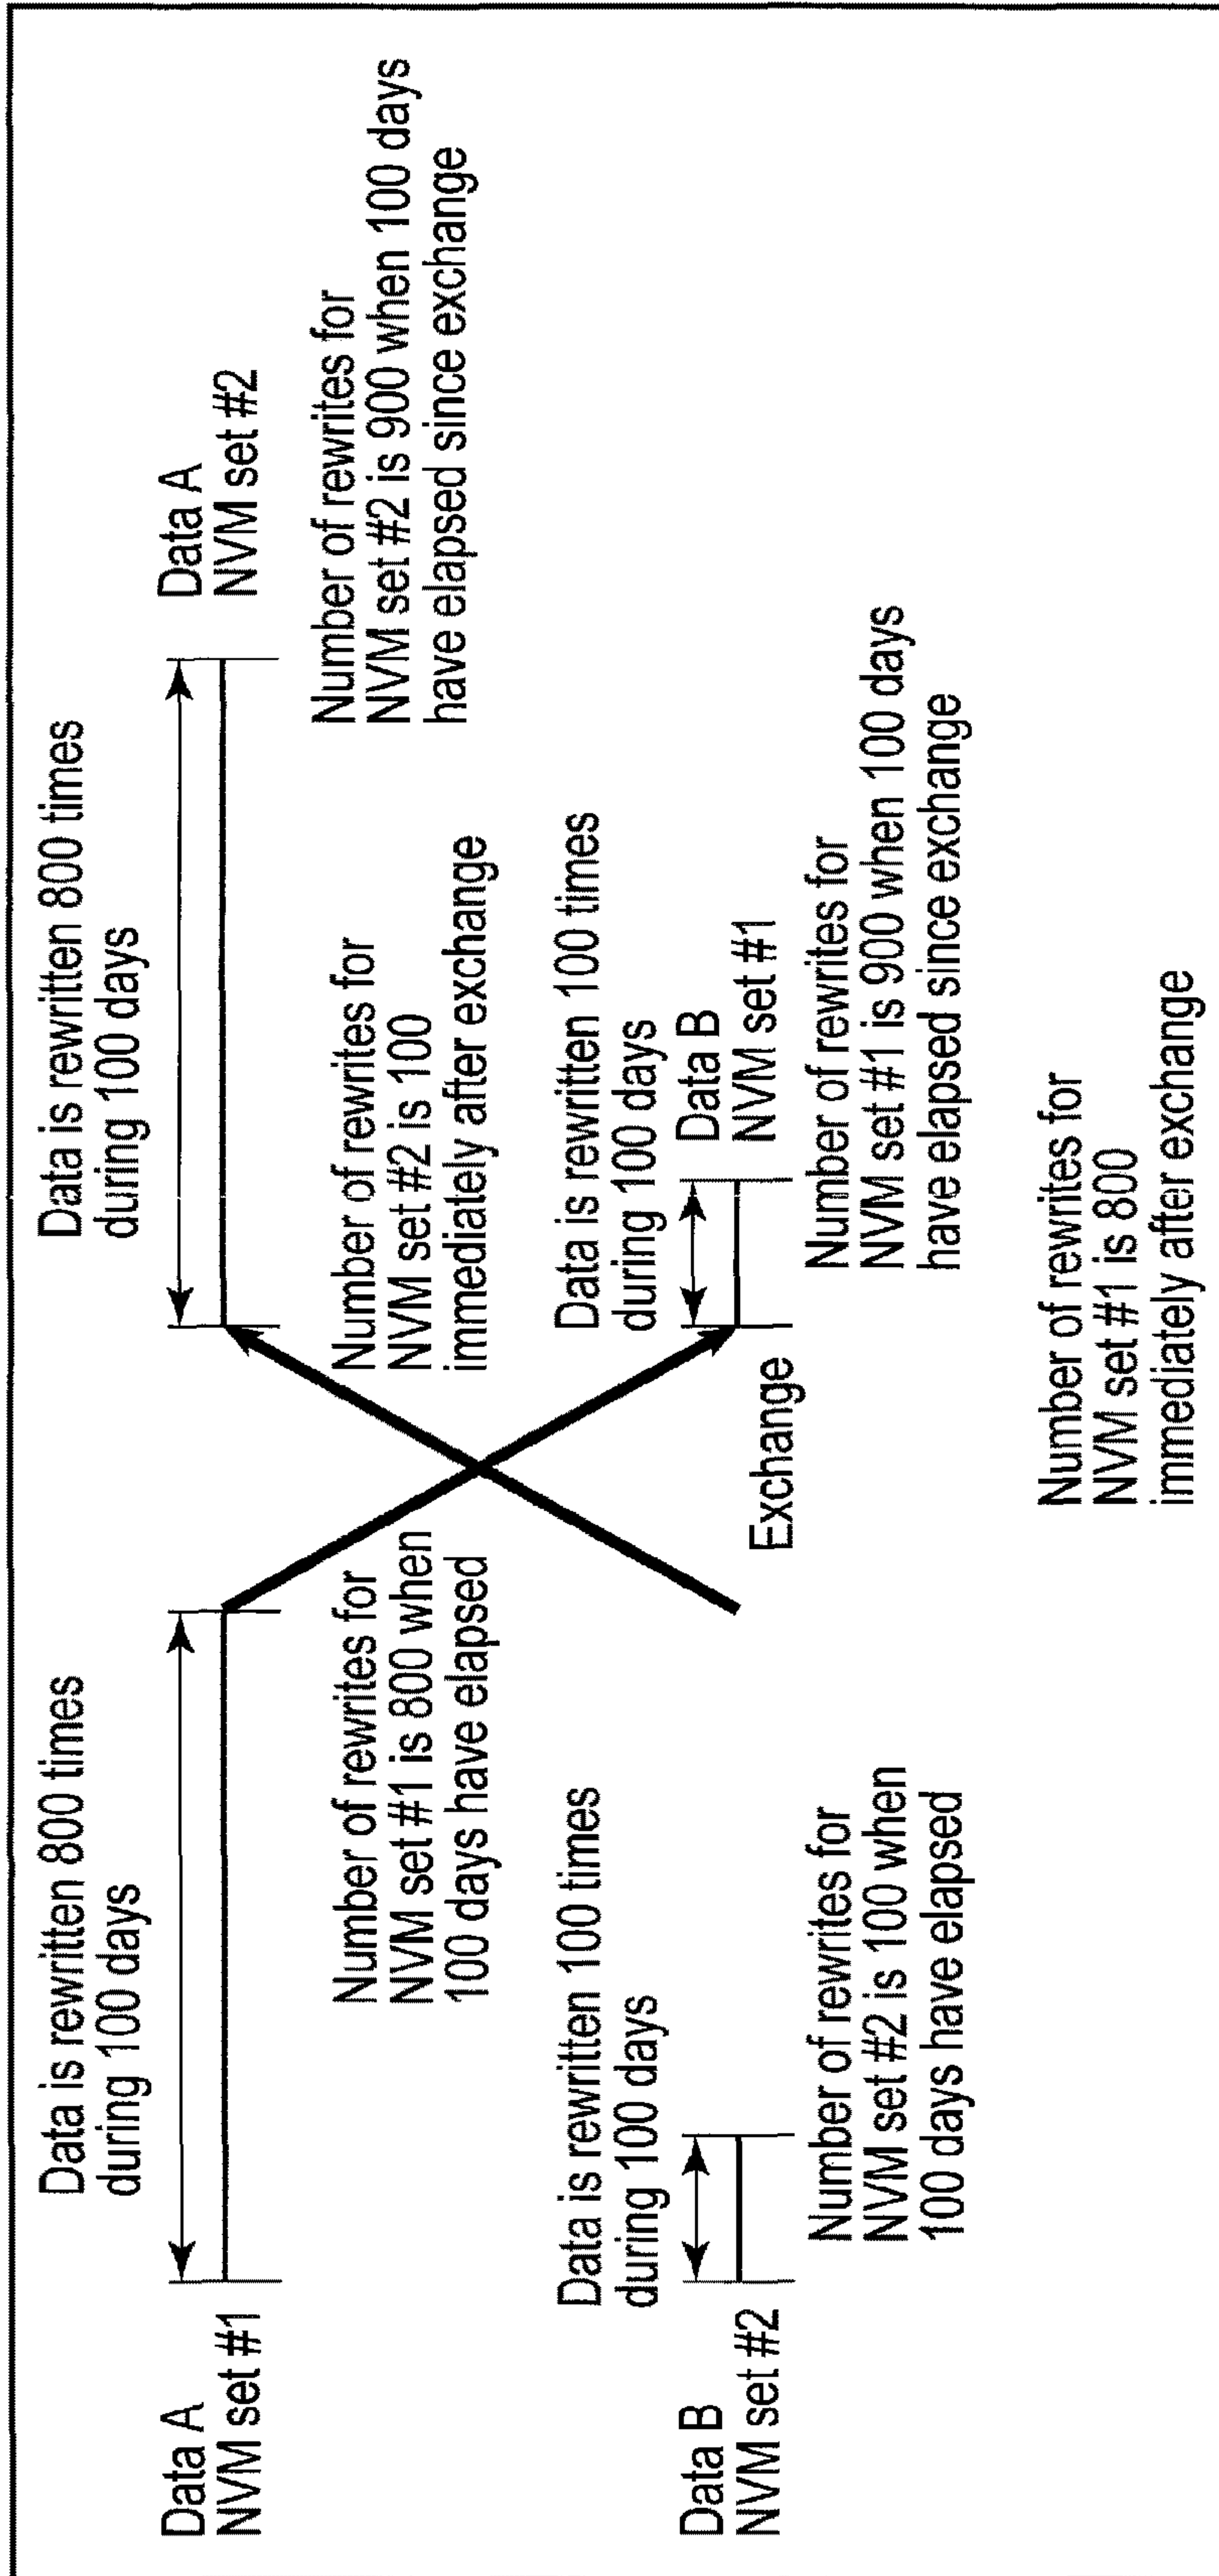 Data A
NVM set #1
Data is rewritten 800 times
during 100 days
Number of rewrites for
NVM set #1 is 800 when
100 days have elapsed
Data B
NVM set #2
Data is rewritten 100 times
during 100 days
Number of rewrites for
NVM set #2 is 100 when
100 days have elapsed
Exchange
Data is rewritten 800 times
during 100 days
Data A
NVM set #2
Number of rewrites for
NVM set #2 is 100
immediately after exchange
Number of rewrites for
NVM set #2 is 900 when 100 days
have elapsed since exchange
Data is rewritten 100 times
during 100 days
Data B
NVM set #1
Number of rewrites for
NVM set #1 is 900 when 100 days
have elapsed since exchange
Number of rewrites for
NVM set #1 is 800
immediately after exchange